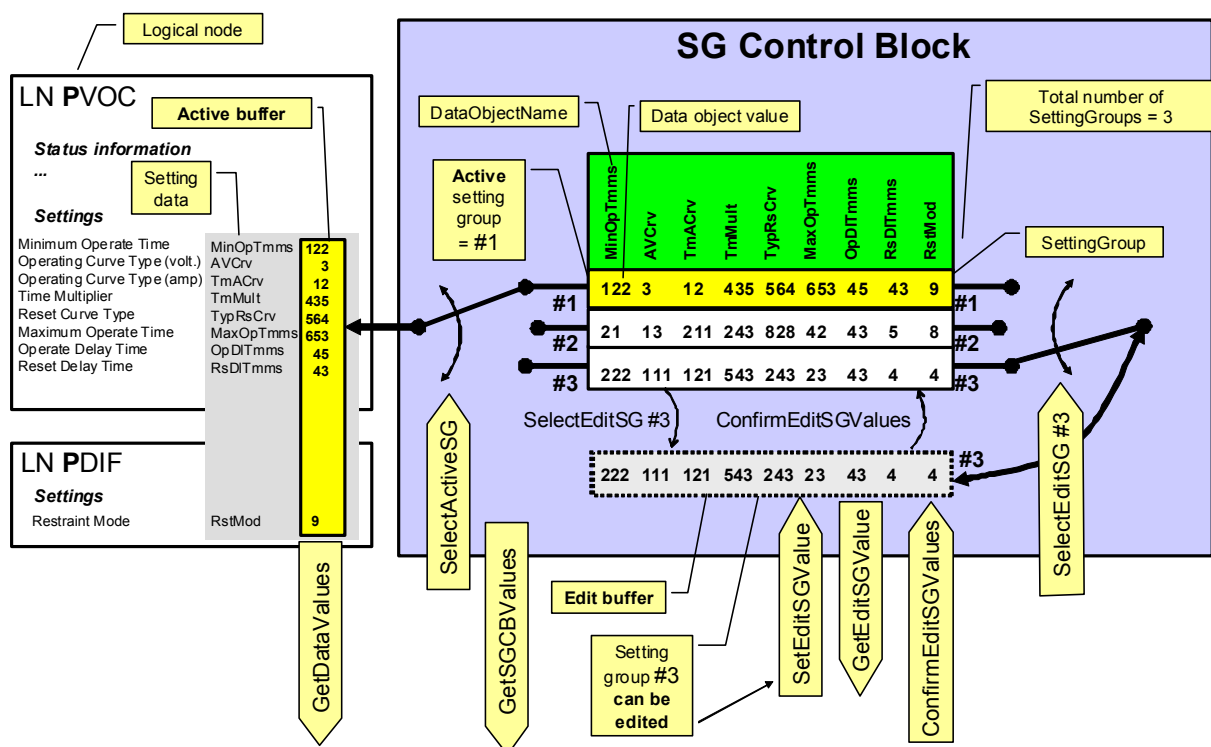 Logical node
SG Control Block
LN PVOC
Active buffer
Status information
...
Setting
data
Settings
Minimum Operate Time MinOpTmms 122
Operating Curve Type (volt.) AVCrv 3
Operating Curve Type (amp) TmACrv 12
Time Multiplier TmMult 435
Reset Curve Type TypRsCrv 564
Maximum Operate Time MaxOpTmms 653
Operate Delay Time OpDlTmms 45
Reset Delay Time RsDlTmms 43
LN PDIF
Settings
Restraint Mode RstMod 9
GetDataValues
SelectActiveSG
GetSGCBValues
DataObjectName
Data object value
Total number of
SettingGroups = 3
Active
setting
group
= #1
SettingGroup
MinOpTmms
AVCrv
TmACrv
TmMult
TypRsCrv
MaxOpTmms
OpDlTmms
RsDlTmms
RstMod
#1 122 3 12 435 564 653 45 43 9 #1
#2 21 13 211 243 828 42 43 5 8 #2
#3 222 111 121 543 243 23 43 4 4 #3
SelectEditSG #3
ConfirmEditSGValues
222 111 121 543 243 23 43 4 4 #3
Edit buffer
Setting
group #3
can be
edited
SetEditSGValue
GetEditSGValue
ConfirmEditSGValues
SelectEditSG #3